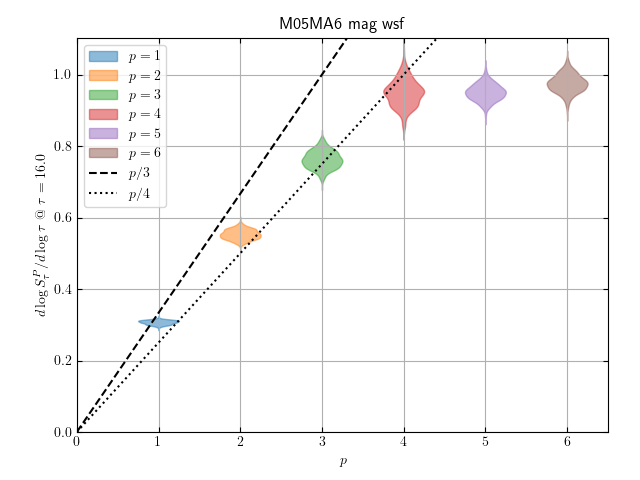 M05MA6 mag wsf
p = 1
p = 2
p = 3
p = 4
p = 5
p = 6
p/3
p/4
d log S_τ^P / d log τ @ τ = 16.0
1.0
0.8
0.6
0.4
0.2
0.0
0 1 2 3 4 5 6
p